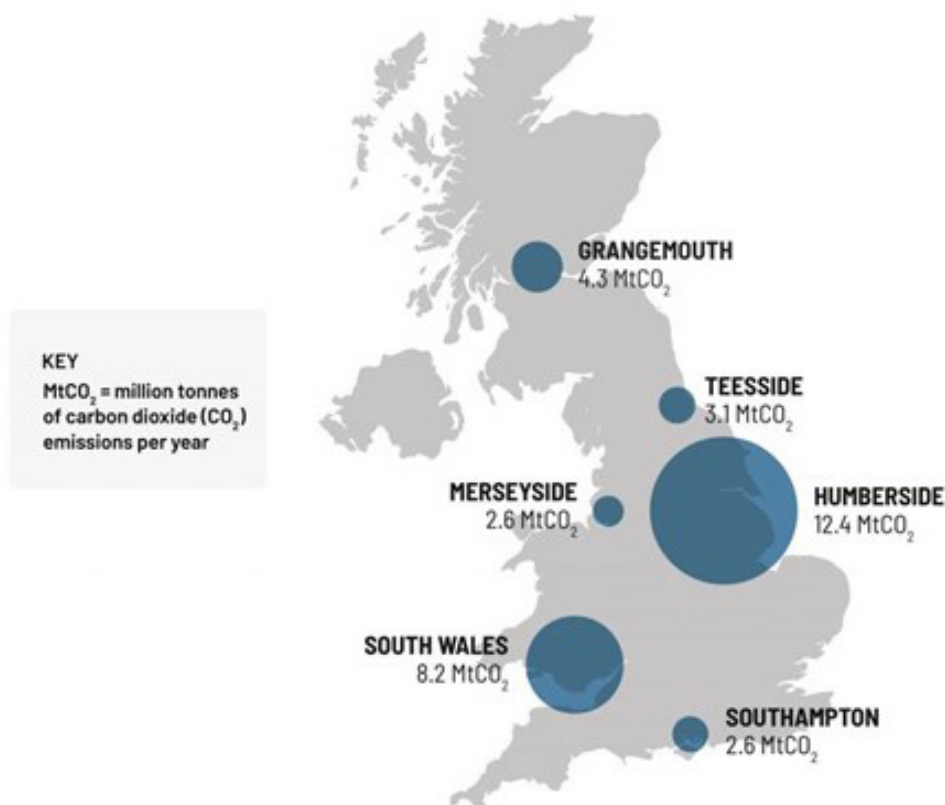 GRANGEMOUTH
4.3 MtCO₂
TEESSIDE
3.1 MtCO₂
KEY
MtCO₂ = million tonnes
of carbon dioxide (CO₂)
emissions per year
MERSEYSIDE
2.6 MtCO₂
HUMBERSIDE
12.4 MtCO₂
SOUTH WALES
8.2 MtCO₂
SOUTHAMPTON
2.6 MtCO₂